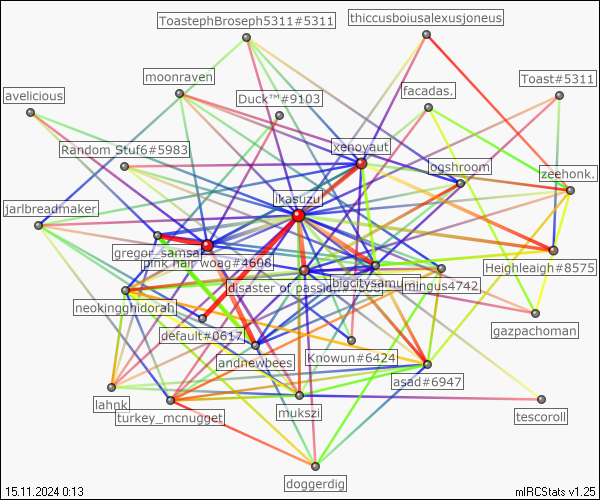 ToastephBroseph5311#5311
thiccusboiusalexusjoneus
moonraven
Toast#5311
avelicious
Duck™#9103
facadas.
Random Stuf6#5983
xenoyaut
ogshroom
zeehonk.
ikasuzu
jarlbreadmaker
gregor_samsa
pink hair woag#4606
Heighleaigh#8575
disaster of passion
bigcitysamu
mingus4742
neokingghidorah
default#0617
gazpachoman
andnewbees
Knowun#6424
asad#6947
lahnk
turkey_mcnugget
mukszi
tescoroll
doggerdig
15.11.2024 0:13
mIRCStats v1.25